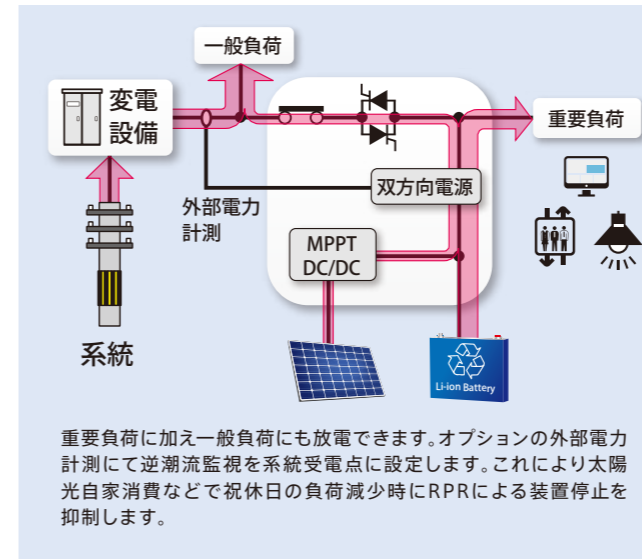 一般負荷
変電
設備
重要負荷
双方向電源
外部電力
計測
MPPT
DC/DC
系統
Li-ion Battery
重要負荷に加え一般負荷にも放電できます。オプションの外部電力
計測にて逆潮流監視を系統受電点に設定します。これにより太陽
光自家消費などで祝休日の負荷減少時にRPRによる装置停止を
抑制します。